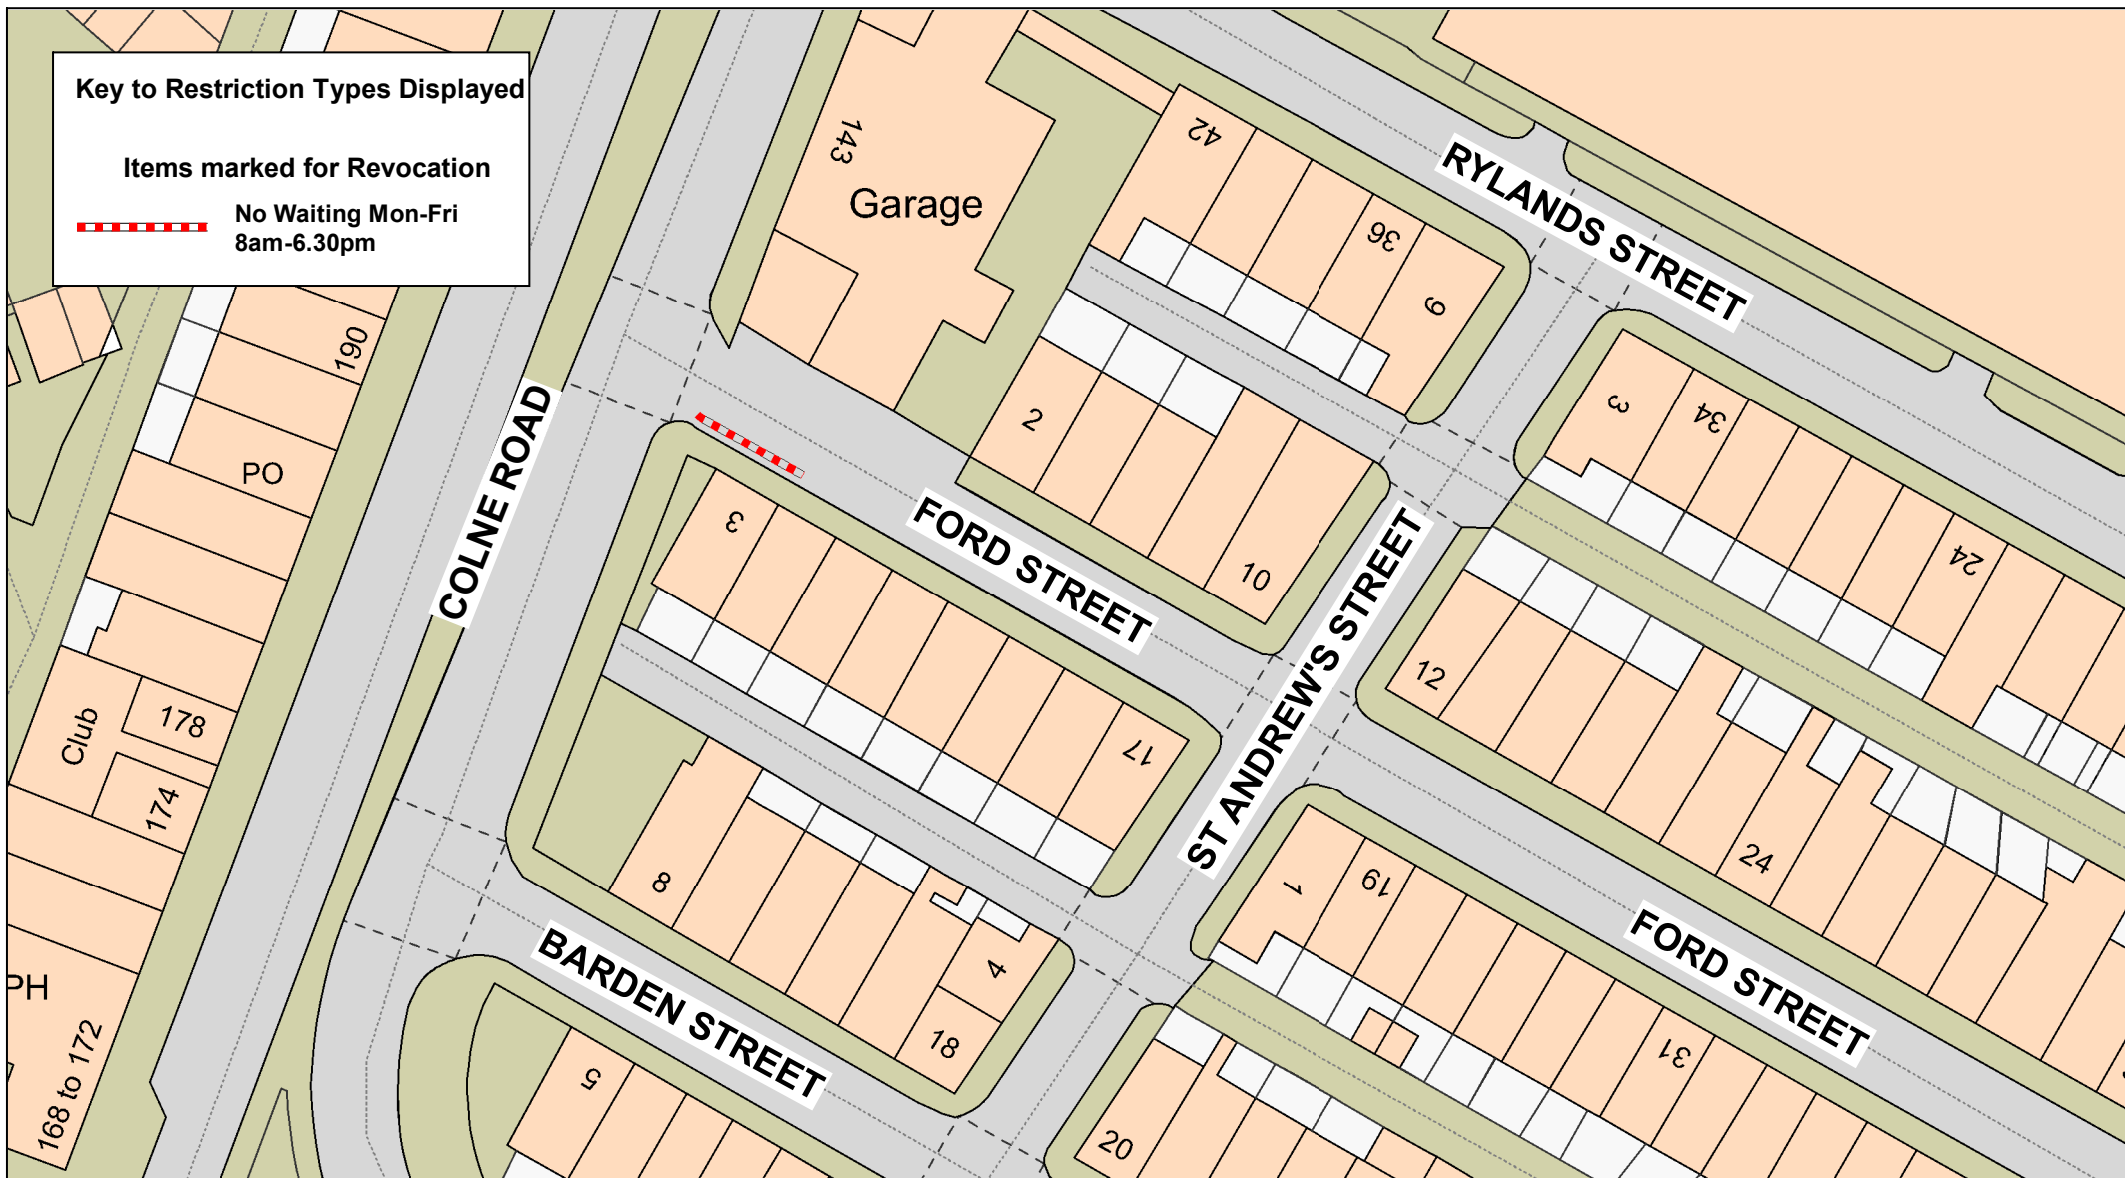 Key to Restriction Types Displayed
Items marked for Revocation
No Waiting Mon-Fri
8am-6.30pm
143
Garage
42
36
9
RYLANDS STREET
190
COLNE ROAD
PO
2
3
34
24
3
FORD STREET
10
ST ANDREW'S STREET
12
Club
178
174
17
8
24
1
19
FORD STREET
BARDEN STREET
4
18
PH
168 to 172
5
31
20